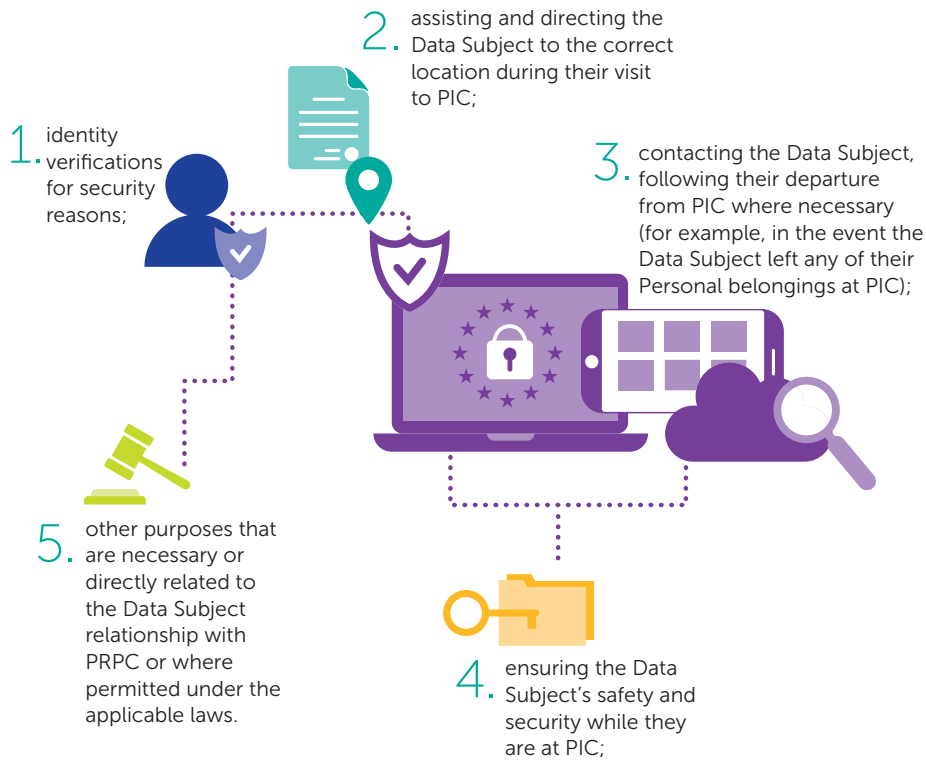 1. identity
verifications
for security
reasons;
2. assisting and directing the
Data Subject to the correct
location during their visit
to PIC;
3. contacting the Data Subject,
following their departure
from PIC where necessary
(for example, in the event the
Data Subject left any of their
Personal belongings at PIC);
4. ensuring the Data
Subject’s safety and
security while they
are at PIC;
5. other purposes that
are necessary or
directly related to
the Data Subject
relationship with
PRPC or where
permitted under the
applicable laws.